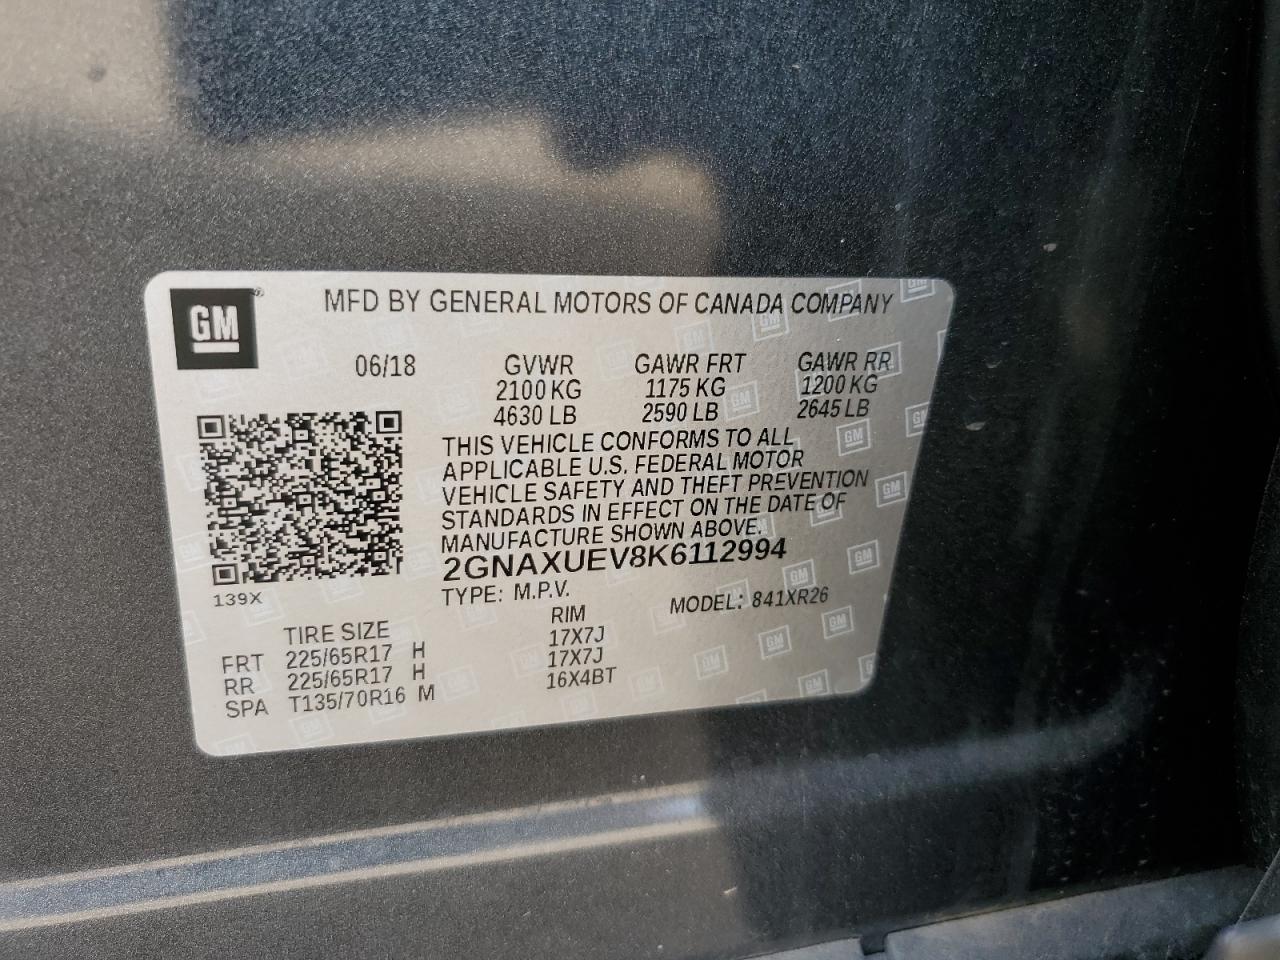 GM
MFD BY GENERAL MOTORS OF CANADA COMPANY
06/18 GVWR GAWR FRT GAWR RR
2100 KG 1175 KG 1200 KG
4630 LB 2590 LB 2645 LB
THIS VEHICLE CONFORMS TO ALL
APPLICABLE U.S. FEDERAL MOTOR
VEHICLE SAFETY AND THEFT PREVENTION
STANDARDS IN EFFECT ON THE DATE OF
MANUFACTURE SHOWN ABOVE.
2GNAXUEV8K6112994
139X
TYPE: M.P.V. MODEL: 841XR26
TIRE SIZE RIM
FRT 225/65R17 H 17X7J
RR 225/65R17 H 17X7J
SPA T135/70R16 M 16X4BT